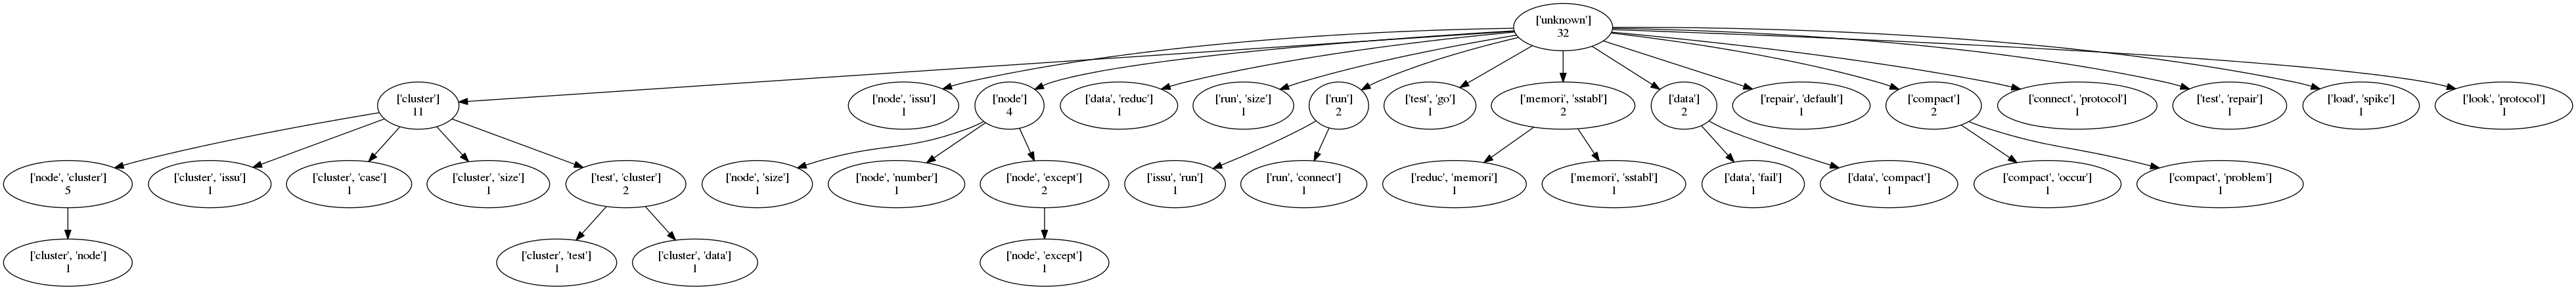 ['unknown']
32
['cluster']
11
['node', 'issu']
1
['node']
4
['data', 'reduc']
1
['run', 'size']
1
['run']
2
['test', 'go']
1
['memori', 'sstabl']
2
['data']
2
['repair', 'default']
1
['compact']
2
['connect', 'protocol']
1
['test', 'repair']
1
['load', 'spike']
1
['look', 'protocol']
1
['node', 'cluster']
5
['cluster', 'issu']
1
['cluster', 'case']
1
['cluster', 'size']
1
['test', 'cluster']
2
['node', 'size']
1
['node', 'number']
1
['node', 'except']
2
['issu', 'run']
1
['run', 'connect']
1
['reduc', 'memori']
1
['memori', 'sstabl']
1
['data', 'fail']
1
['data', 'compact']
1
['compact', 'occur']
1
['compact', 'problem']
1
['cluster', 'node']
1
['cluster', 'test']
1
['cluster', 'data']
1
['node', 'except']
1